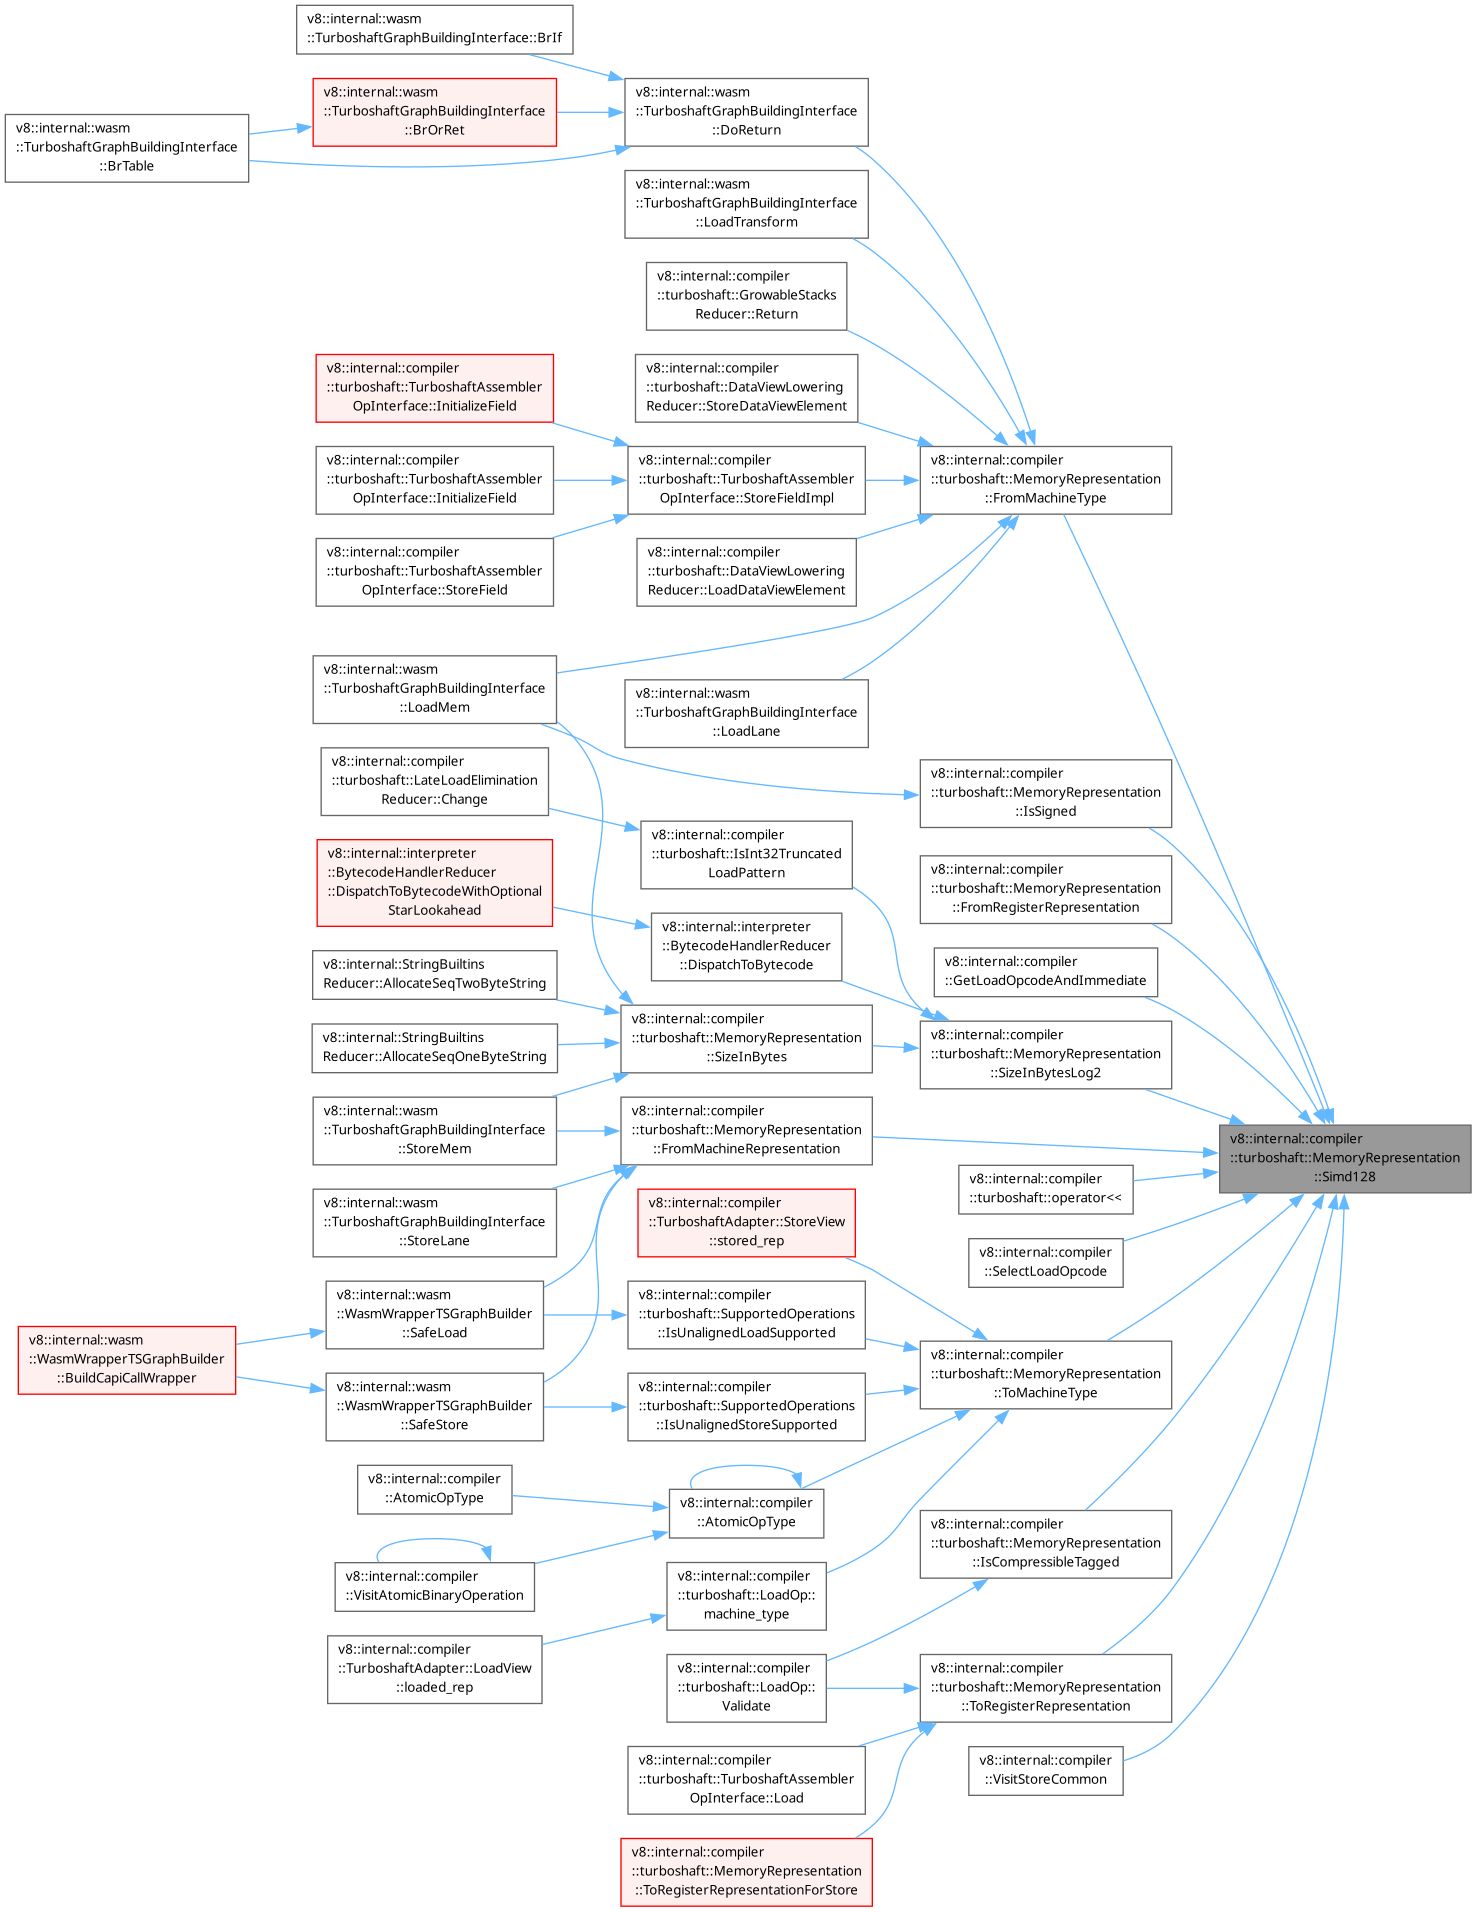 v8::internal::wasm
::TurboshaftGraphBuildingInterface::BrIf
v8::internal::wasm
::TurboshaftGraphBuildingInterface
::BrOrRet
v8::internal::wasm
::TurboshaftGraphBuildingInterface
::DoReturn
v8::internal::wasm
::TurboshaftGraphBuildingInterface
::BrTable
v8::internal::wasm
::TurboshaftGraphBuildingInterface
::LoadTransform
v8::internal::compiler
::turboshaft::GrowableStacks
Reducer::Return
v8::internal::compiler
::turboshaft::TurboshaftAssembler
OpInterface::InitializeField
v8::internal::compiler
::turboshaft::DataViewLowering
Reducer::StoreDataViewElement
v8::internal::compiler
::turboshaft::TurboshaftAssembler
OpInterface::InitializeField
v8::internal::compiler
::turboshaft::TurboshaftAssembler
OpInterface::StoreFieldImpl
v8::internal::compiler
::turboshaft::MemoryRepresentation
::FromMachineType
v8::internal::compiler
::turboshaft::TurboshaftAssembler
OpInterface::StoreField
v8::internal::compiler
::turboshaft::DataViewLowering
Reducer::LoadDataViewElement
v8::internal::wasm
::TurboshaftGraphBuildingInterface
::LoadMem
v8::internal::wasm
::TurboshaftGraphBuildingInterface
::LoadLane
v8::internal::compiler
::turboshaft::LateLoadElimination
Reducer::Change
v8::internal::compiler
::turboshaft::MemoryRepresentation
::IsSigned
v8::internal::compiler
::turboshaft::IsInt32Truncated
LoadPattern
v8::internal::interpreter
::BytecodeHandlerReducer
::DispatchToBytecodeWithOptional
StarLookahead
v8::internal::compiler
::turboshaft::MemoryRepresentation
::FromRegisterRepresentation
v8::internal::interpreter
::BytecodeHandlerReducer
::DispatchToBytecode
v8::internal::StringBuiltins
Reducer::AllocateSeqTwoByteString
v8::internal::compiler
::GetLoadOpcodeAndImmediate
v8::internal::StringBuiltins
Reducer::AllocateSeqOneByteString
v8::internal::compiler
::turboshaft::MemoryRepresentation
::SizeInBytes
v8::internal::compiler
::turboshaft::MemoryRepresentation
::SizeInBytesLog2
v8::internal::wasm
::TurboshaftGraphBuildingInterface
::StoreMem
v8::internal::compiler
::turboshaft::MemoryRepresentation
::FromMachineRepresentation
v8::internal::compiler
::turboshaft::MemoryRepresentation
::Simd128
v8::internal::compiler
::turboshaft::operator<<
v8::internal::wasm
::TurboshaftGraphBuildingInterface
::StoreLane
v8::internal::compiler
::TurboshaftAdapter::StoreView
::stored_rep
v8::internal::compiler
::SelectLoadOpcode
v8::internal::wasm
::WasmWrapperTSGraphBuilder
::SafeLoad
v8::internal::compiler
::turboshaft::SupportedOperations
::IsUnalignedLoadSupported
v8::internal::wasm
::WasmWrapperTSGraphBuilder
::BuildCapiCallWrapper
v8::internal::compiler
::turboshaft::MemoryRepresentation
::ToMachineType
v8::internal::wasm
::WasmWrapperTSGraphBuilder
::SafeStore
v8::internal::compiler
::turboshaft::SupportedOperations
::IsUnalignedStoreSupported
v8::internal::compiler
::AtomicOpType
v8::internal::compiler
::AtomicOpType
v8::internal::compiler
::turboshaft::MemoryRepresentation
::IsCompressibleTagged
v8::internal::compiler
::VisitAtomicBinaryOperation
v8::internal::compiler
::turboshaft::LoadOp::
machine_type
v8::internal::compiler
::TurboshaftAdapter::LoadView
::loaded_rep
v8::internal::compiler
::turboshaft::LoadOp::
Validate
v8::internal::compiler
::turboshaft::MemoryRepresentation
::ToRegisterRepresentation
v8::internal::compiler
::turboshaft::TurboshaftAssembler
OpInterface::Load
v8::internal::compiler
::VisitStoreCommon
v8::internal::compiler
::turboshaft::MemoryRepresentation
::ToRegisterRepresentationForStore